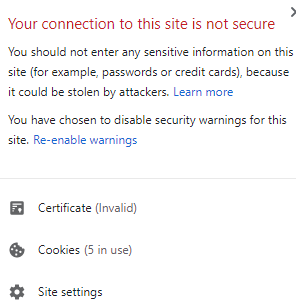 Your connection to this site is not secure
You should not enter any sensitive information on this
site (for example, passwords or credit cards), because
it could be stolen by attackers. Learn more
You have chosen to disable security warnings for this
site. Re-enable warnings
Certificate (Invalid)
Cookies (5 in use)
Site settings